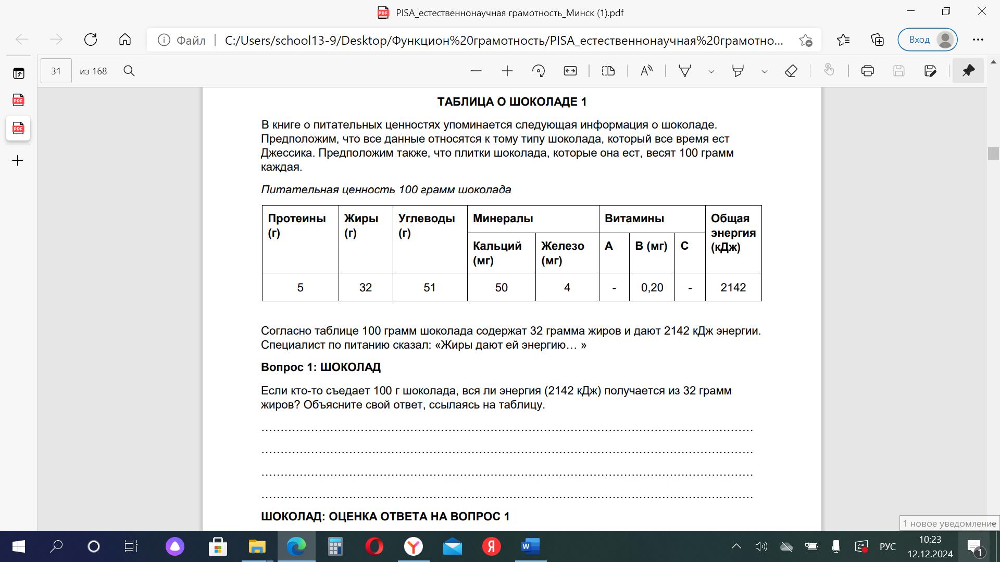 PISA_естественнонаучная грамотность_Минск (1).pdf
Файл
C:/Users/school13-9/Desktop/Функцион%20грамотность/PISA_естественнонаучная%20грамотно...
Вход
31
из 168
ТАБЛИЦА О ШОКОЛАДЕ 1
В книге о питательных ценностях упоминается следующая информация о шоколаде.
Предположим, что все данные относятся к тому типу шоколада, который все время ест
Джессика. Предположим также, что плитки шоколада, которые она ест, весят 100 грамм
каждая.
Питательная ценность 100 грамм шоколада
Протеины (г)
Жиры (г)
Углеводы (г)
Минералы
Витамины
Общая энергия (кДж)
Кальций (мг)
Железо (мг)
А
В (мг)
С
5 32 51 50 4 - 0,20 - 2142
Согласно таблице 100 грамм шоколада содержат 32 грамма жиров и дают 2142 кДж энергии.
Специалист по питанию сказал: «Жиры дают ей энергию… »
Вопрос 1: ШОКОЛАД
Если кто-то съедает 100 г шоколада, вся ли энергия (2142 кДж) получается из 32 грамм
жиров? Объясните свой ответ, ссылаясь на таблицу.
ШОКОЛАД: ОЦЕНКА ОТВЕТА НА ВОПРОС 1
1 новое уведомление
РУС
10:23
12.12.2024
1